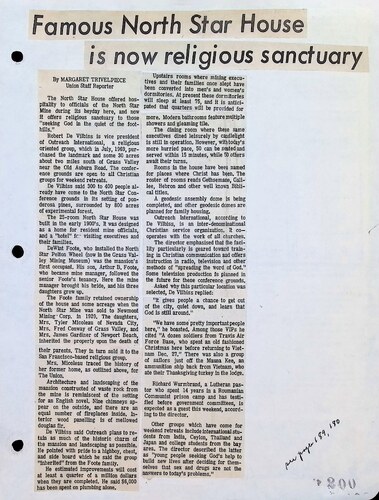 Famous North Star House
is now religious sanctuary
By MARGARET TRIVELPIECE
Union Staff Reporter
The North Star House offered hospitality
to officials of the North Star
Mine during its heyday here, and now
it offers religious sanctuary to those
"seeking God in the quiet of the foothills."
Robert De Vilbiss is vice president
of Outreach International, a religious
oriented group, which in July, 1969, purchased
the landmark and some 80 acres
about two miles south of Grass Valley
near the old Auburn Road. The conference
grounds are open to all Christian
groups for weekend retreats.
De Vilbiss said 300 to 400 people already
have come to the North Star Conference
grounds in its setting of ponderosa
pines, surrounded by 800 acres
of experimental forest.
The
North Star House was
built in the early 1900's. It was designed
as a home for resident mine officials,
and a "hotel" for visiting executives and
their families.
DeWitt Foote, who installed the North
Star Pelton Wheel (now in the Grass Valley
Mining Museum) was the mansion's
first occupant. His son, Arthur B. Foote,
who became mine manager, followed the
senior Foote's tenancy. Here the mine
manager brought his bride, and his three
daughters grew up.
The Foote family retained ownership
of the house and some acreage when the
North Star Mine was sold to Newmont
Mining Corp. in 1929. The daughters,
Mrs. Tyler Micoleau of Nevada City,
Mrs. Fred Conway of Grass Valley, and
Mrs. James Gardiner of Newport Beach,
inherited the property upon the death of
their parents. They in turn sold it to the
San Francisco-based religious group.
Mrs. Micoleau traced the history of
her former home, as outlined above, for
The Union.
Architecture and landscaping of the
mansion constructed of waste rock from
the mine is reminiscent of the setting
for an English novel. Nine chimneys appear
on the outside, and there are an
equal number of fireplaces inside. Interior
wood panelling is of mellowed
douglas fir.
De Vilbiss said Outreach plans to retain
as much of the historic charm of
the mansion and landscaping as possible.
He pointed with pride to a highboy, chest,
and side board which he said the group
"inherited" from the Foote family.
He estimated improvements will cost
at least a quarter of a million dollars
when they are completed. He said $6,000
has been spent on plumbing alone.
Upstairs rooms where mining executives
and their families once slept have
been converted into men's and women's
dormitories. At present these dormitories
will sleep at least 75, and it is anticipated
that quarters will be provided for
more. Modern bathrooms feature multiple
showers and gleaming tile.
The dining room where these same
executives dined leisurely by candlelight
is still in operation. However, with today's
more hurried pace, 50 can be seated and
served within 15 minutes, while 50 others
await their turns.
Rooms in the house have been named
for places where Christ has been. The
roster of rooms reads Gethsemane, Galilee,
Hebron and other well known Biblical
titles.
A geodesic assembly dome is being
completed, and other geodetic domes are
planned for family housing.
Outreach International, according to
De Vilbiss, is an inter-denominational
Christian service organization. It cooperates
with the work of all churches.
The director emphasised that the facility
particularly is geared toward training
in Christian communication and offers
instruction in radio, television and other
methods of "spreading the word of God."
Some television production is planned in
the future for these conference grounds.
Asked why this particular location was
selected, De Vilbiss replied:
"It gives people a chance to get out
of the city, quiet down, and learn that
God is still around."
"We have some pretty important people
here," he boasted. Among those VIPs he
cited "A dozen soldiers from Travis Air
Force Base, who spent an old fashioned
Christmas here before returning to Vietnam
Dec. 27." There was also a group
of sailors just off the Mauna Kea, an
ammunition ship back from Vietnam, who
ate their Thanksgiving turkey in the lodge.
Richard Wurmbrand, a Lutheran pastor
who spent 14 years in a Roumanian
Communist prison camp and has testified
before government committees, is
expected as a guest this weekend, according
to the director.
Other groups which have come for
weekend retreats include international students
from India, Ceylon, Thailand and
Japan and college students from the bay
area. The director described the latter
as "young people seeking God's help to
build new lives after deciding for themselves
that sex and drugs are not the
answers to today's problems."
see page 159, 180
200